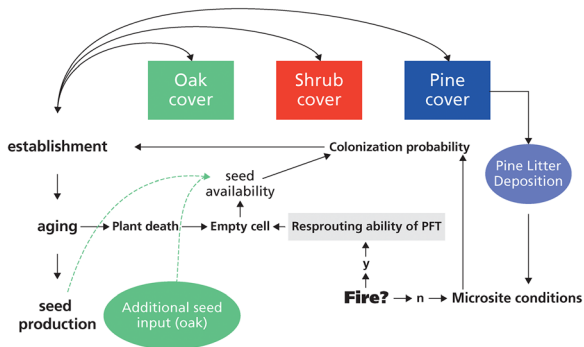 Oak
cover
Shrub
cover
Pine
cover
establishment
Colonization probability
seed
availability
Pine Litter
Deposition
aging
Plant death
Empty cell
Resprouting ability of PFT
y
Fire?
n
Microsite conditions
seed
production
Additional seed
input (oak)